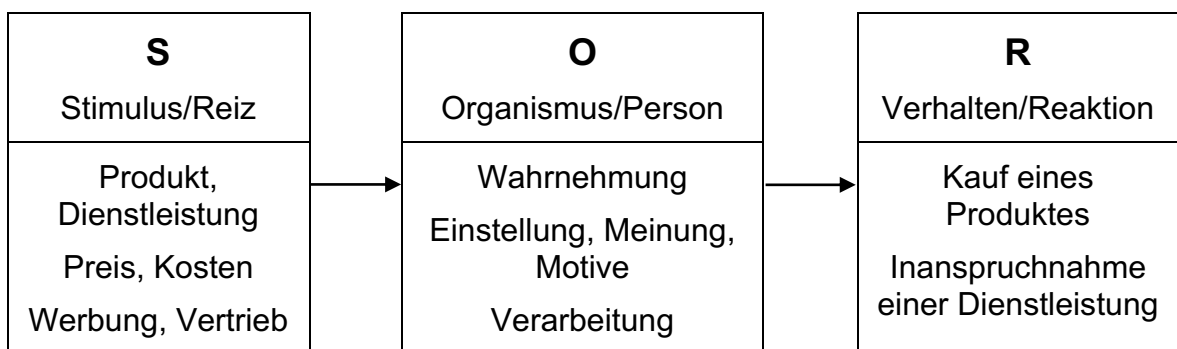 S
Stimulus/Reiz
Produkt,
Dienstleistung
Preis, Kosten
Werbung, Vertrieb
O
Organismus/Person
Wahrnehmung
Einstellung, Meinung,
Motive
Verarbeitung
R
Verhalten/Reaktion
Kauf eines
Produktes
Inanspruchnahme
einer Dienstleistung